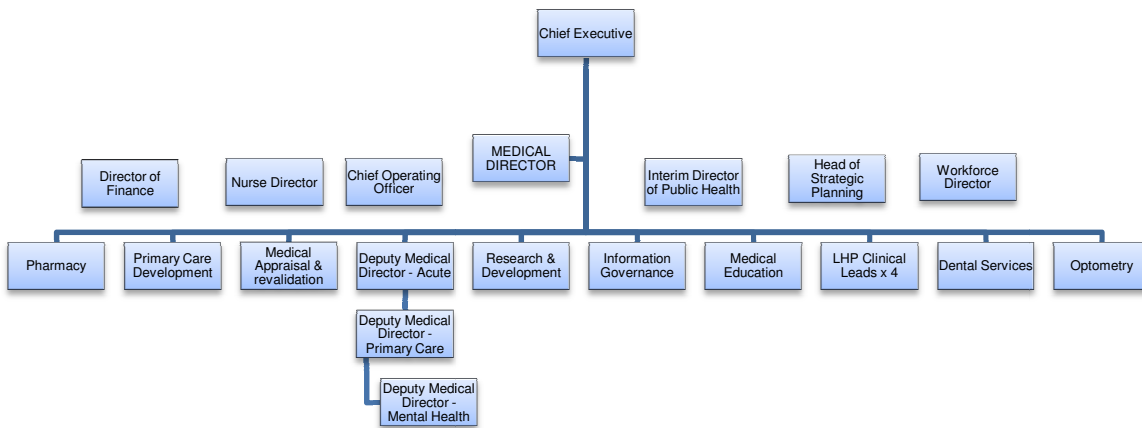 Chief Executive
MEDICAL
DIRECTOR
Director of
Finance
Nurse Director
Chief Operating
Officer
Interim Director
of Public Health
Head of
Strategic
Planning
Workforce
Director
Pharmacy
Primary Care
Development
Medical
Appraisal &
revalidation
Deputy Medical
Director - Acute
Research &
Development
Information
Governance
Medical
Education
LHP Clinical
Leads x 4
Dental Services
Optometry
Deputy Medical
Director -
Primary Care
Deputy Medical
Director -
Mental Health